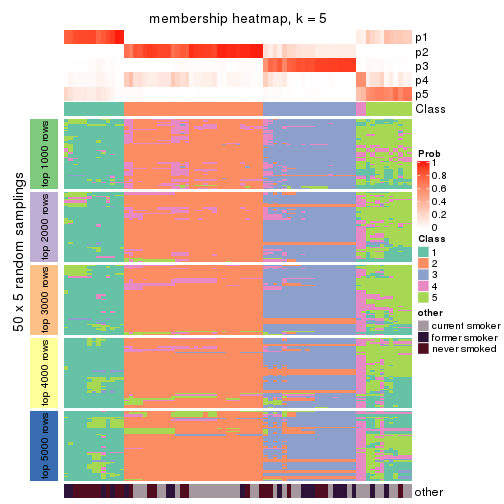 membership heatmap, k = 5
p1
p2
p3
p4
p5
Class
50 x 5 random samplings
top 1000 rows
top 2000 rows
top 3000 rows
top 4000 rows
top 5000 rows
other
Prob
1
0.8
0.6
0.4
0.2
0
Class
1
2
3
4
5
other
current smoker
former smoker
never smoked